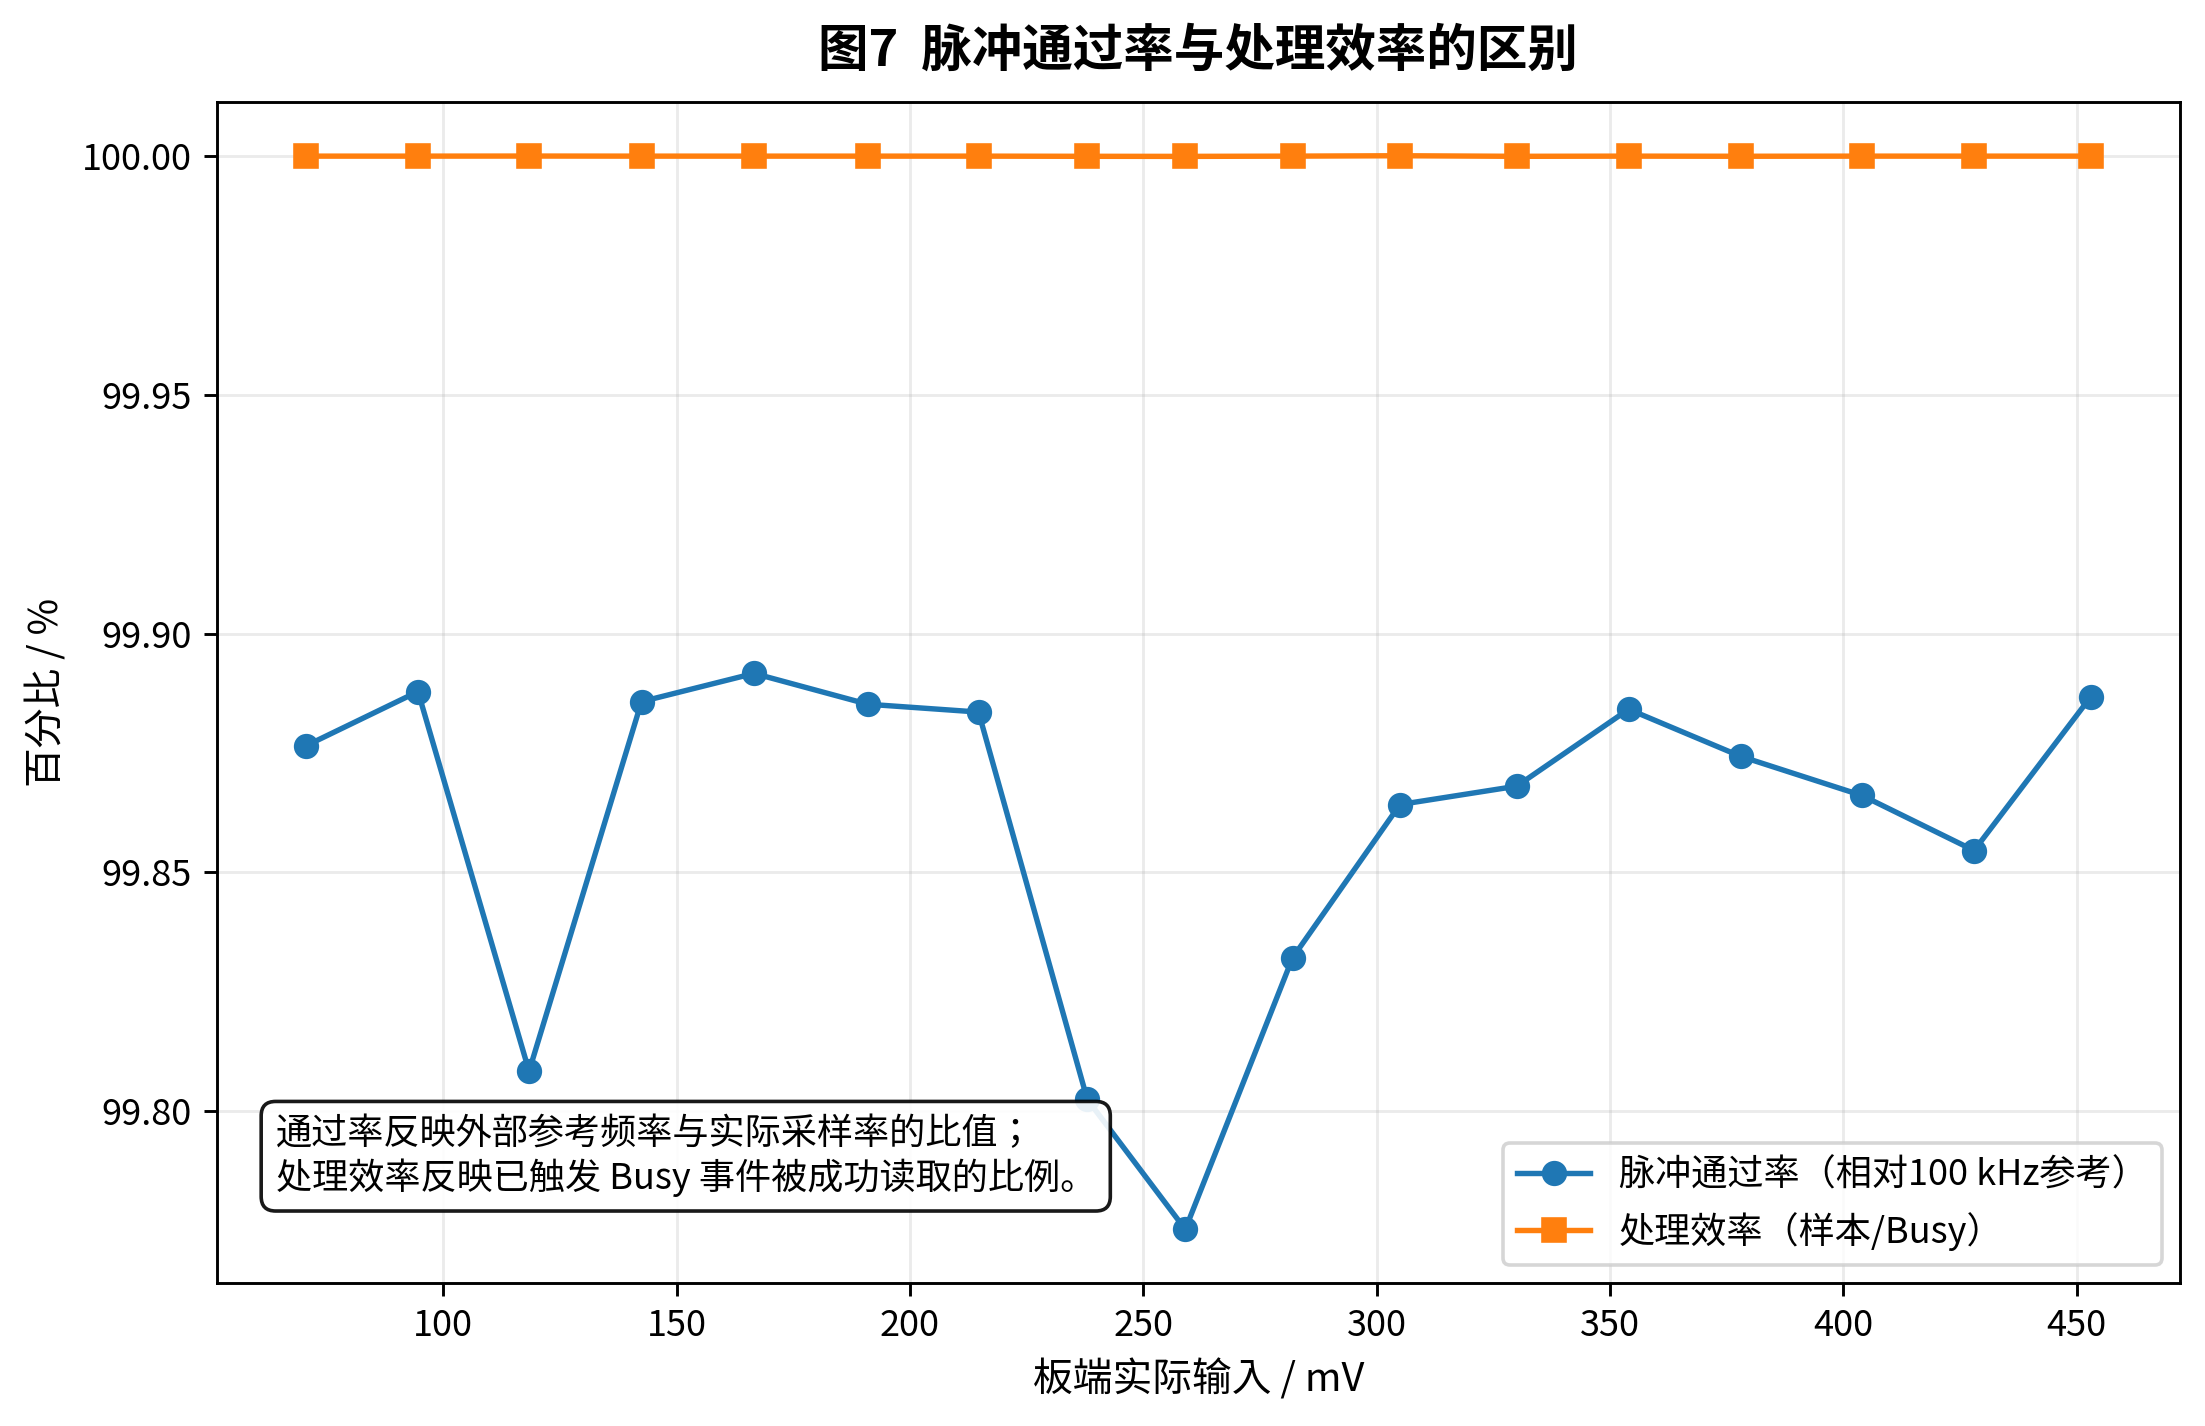 图7 脉冲通过率与处理效率的区别
百分比 / %
100.00
99.95
99.90
99.85
99.80
通过率反映外部参考频率与实际采样率的比值；
处理效率反映已触发 Busy 事件被成功读取的比例。
脉冲通过率（相对100 kHz参考）
处理效率（样本/Busy）
100
150
200
250
300
350
400
450
板端实际输入 / mV